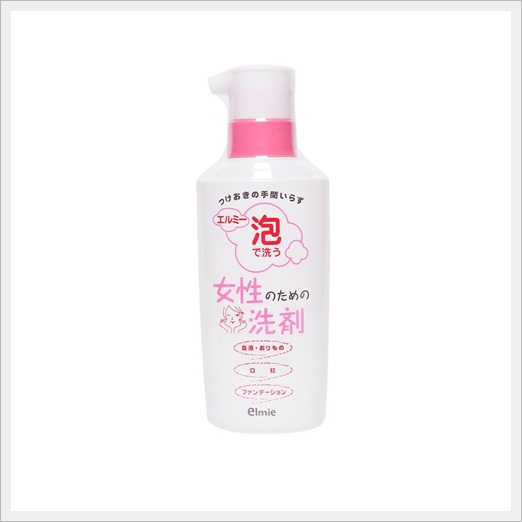 つけおきの手間いらず
エルミー
泡
で洗う
女性のための
洗剤
血液・おりもの
口紅
ファンデーション
elmie